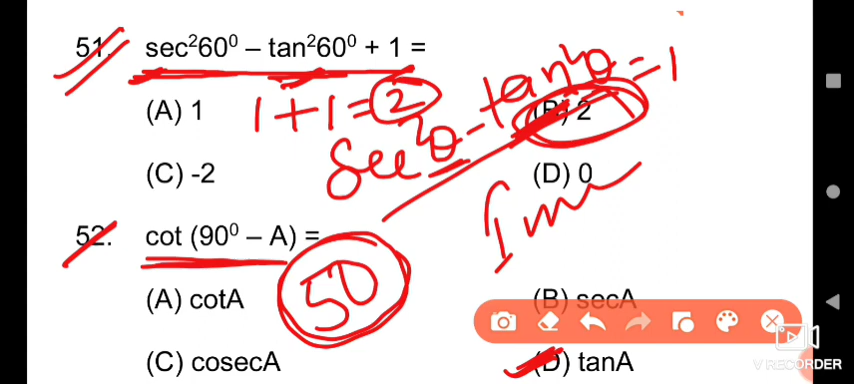 51. sec²60⁰ – tan²60⁰ + 1 =
(A) 1
1 + 1 = 2
(B) 2
sec²θ - tan²θ = 1
(C) -2
(D) 0
52. cot (90⁰ – A) =
50
(A) cotA
(B) secA
(C) cosecA
(D) tanA
V RECORDER